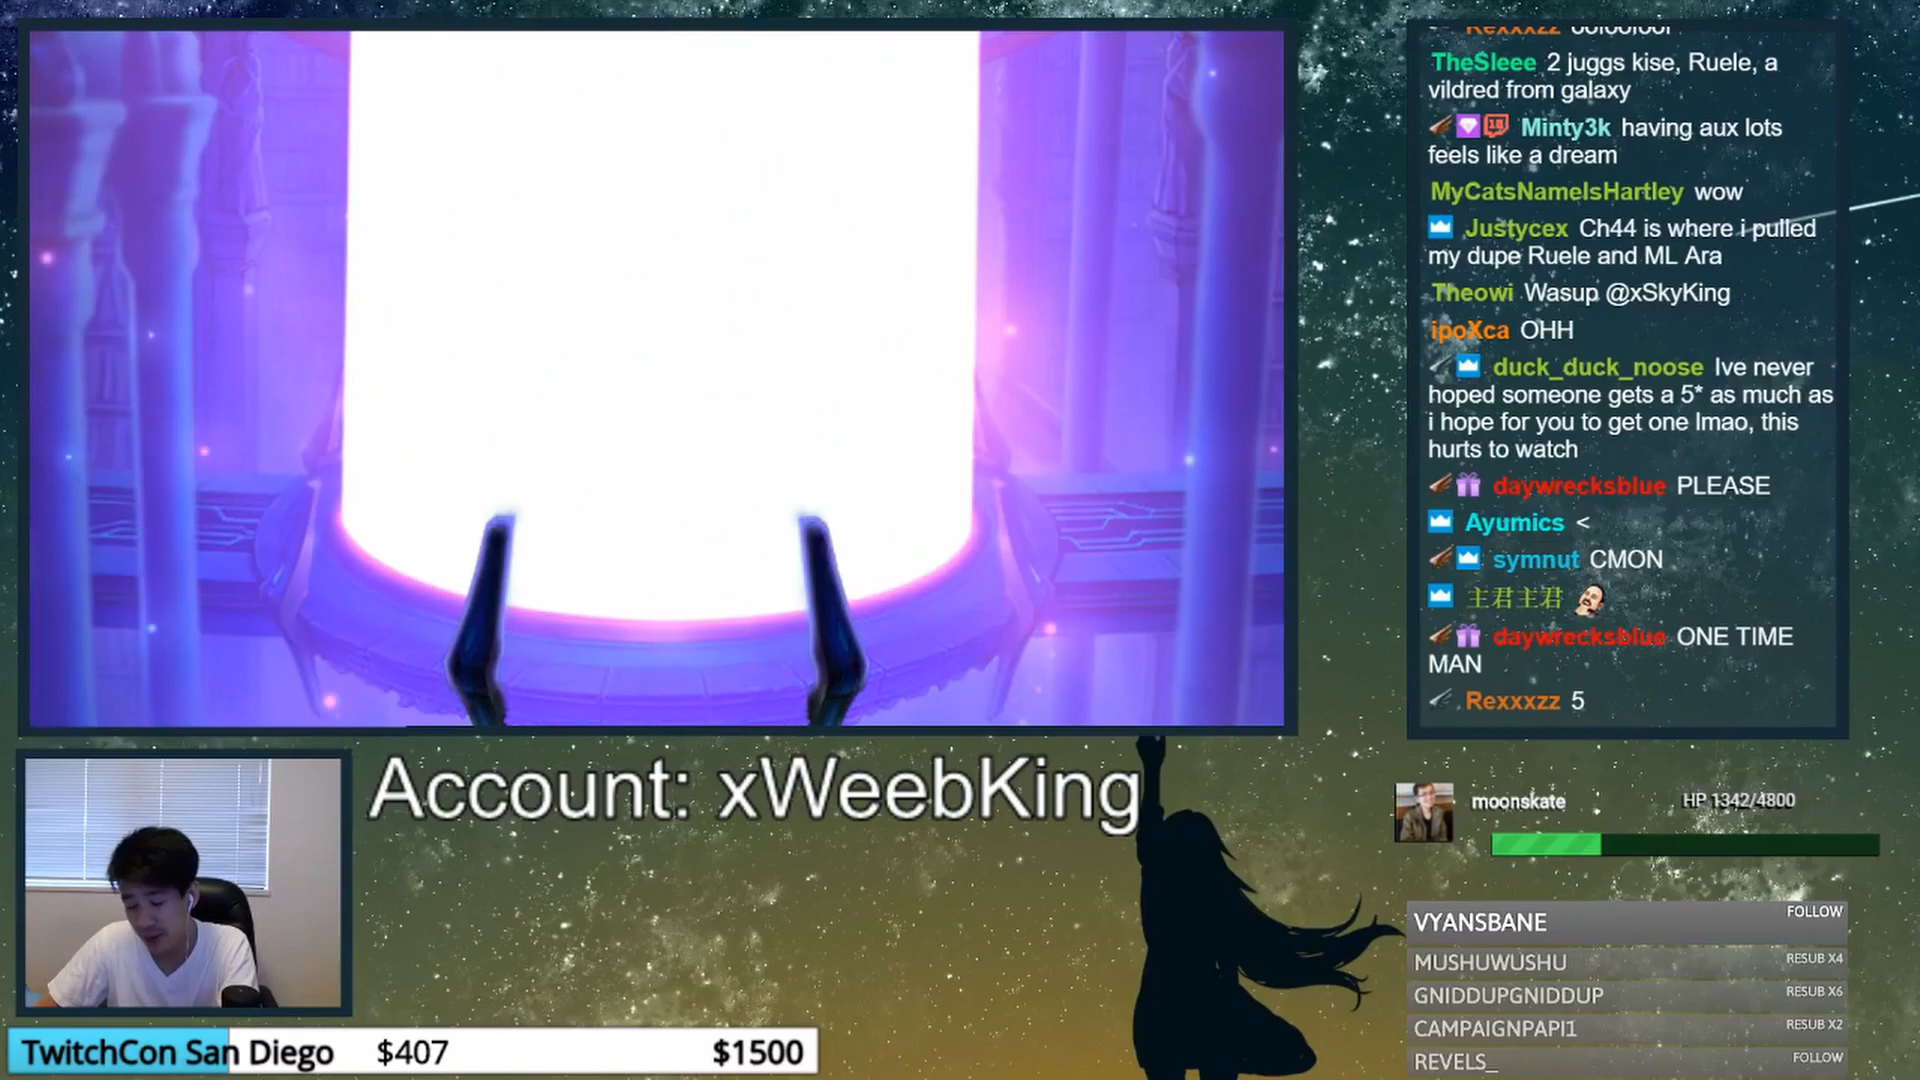 TheSleee 2 juggs kise, Ruele, a
vildred from galaxy
Minty3k having aux lots
feels like a dream
MyCatsNameIsHartley wow
Justycex Ch44 is where i pulled
my dupe Ruele and ML Ara
Theowi Wasup @xSkyKing
ipoXca OHH
duck_duck_noose Ive never
hoped someone gets a 5* as much as
i hope for you to get one lmao, this
hurts to watch
daywrecksblue PLEASE
Ayumics <
symnut CMON
主君主君
daywrecksblue ONE TIME
MAN
Rexxxzz 5
Account: xWeebKing
moonskate HP 1342/4800
VYANSBANE FOLLOW
MUSHUWUSHU RESUB X4
GNIDDUPGNIDDUP RESUB X6
CAMPAIGNPAPI1 RESUB X2
REVELS_ FOLLOW
TwitchCon San Diego $407 $1500